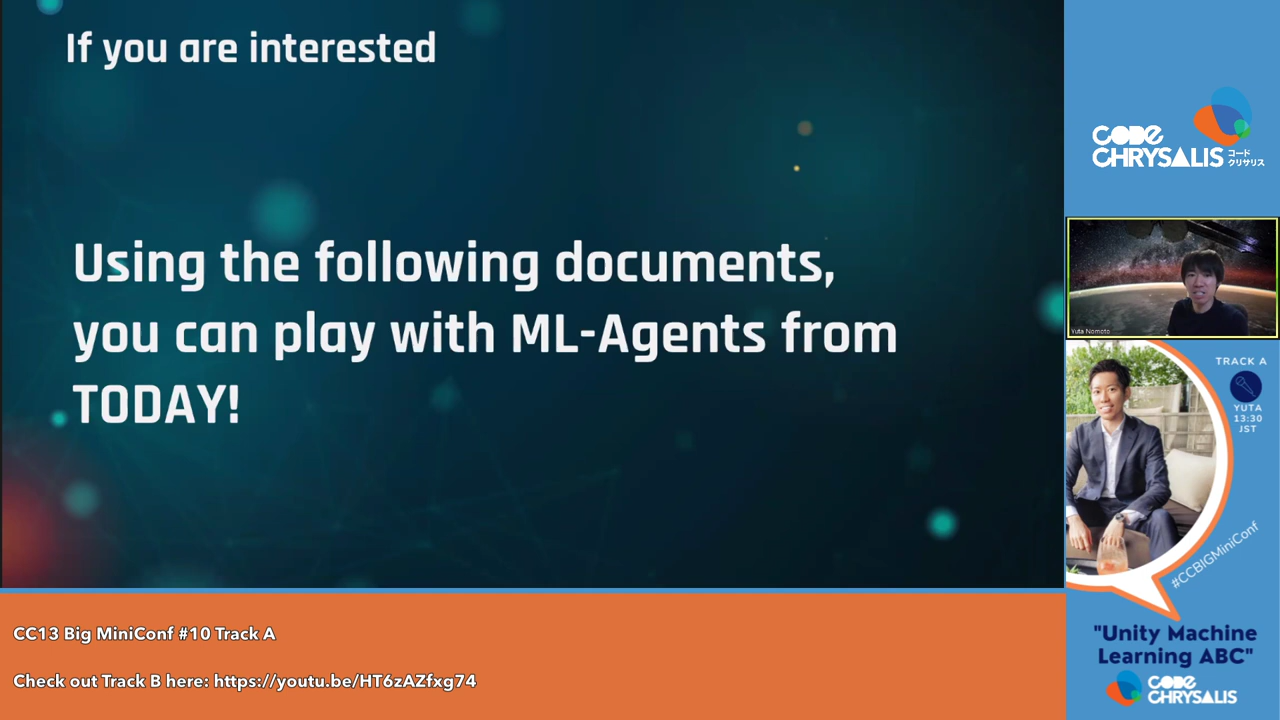 If you are interested
Using the following documents,
you can play with ML-Agents from
TODAY!
CODE
CHRYSALIS
コード
クリサリス
Yuta Nomoto
TRACK A
YUTA
13:30
JST
#CCBIGMiniConf
"Unity Machine
Learning ABC"
CODE
CHRYSALIS
CC13 Big MiniConf #10 Track A
Check out Track B here: https://youtu.be/HT6zAZfxg74